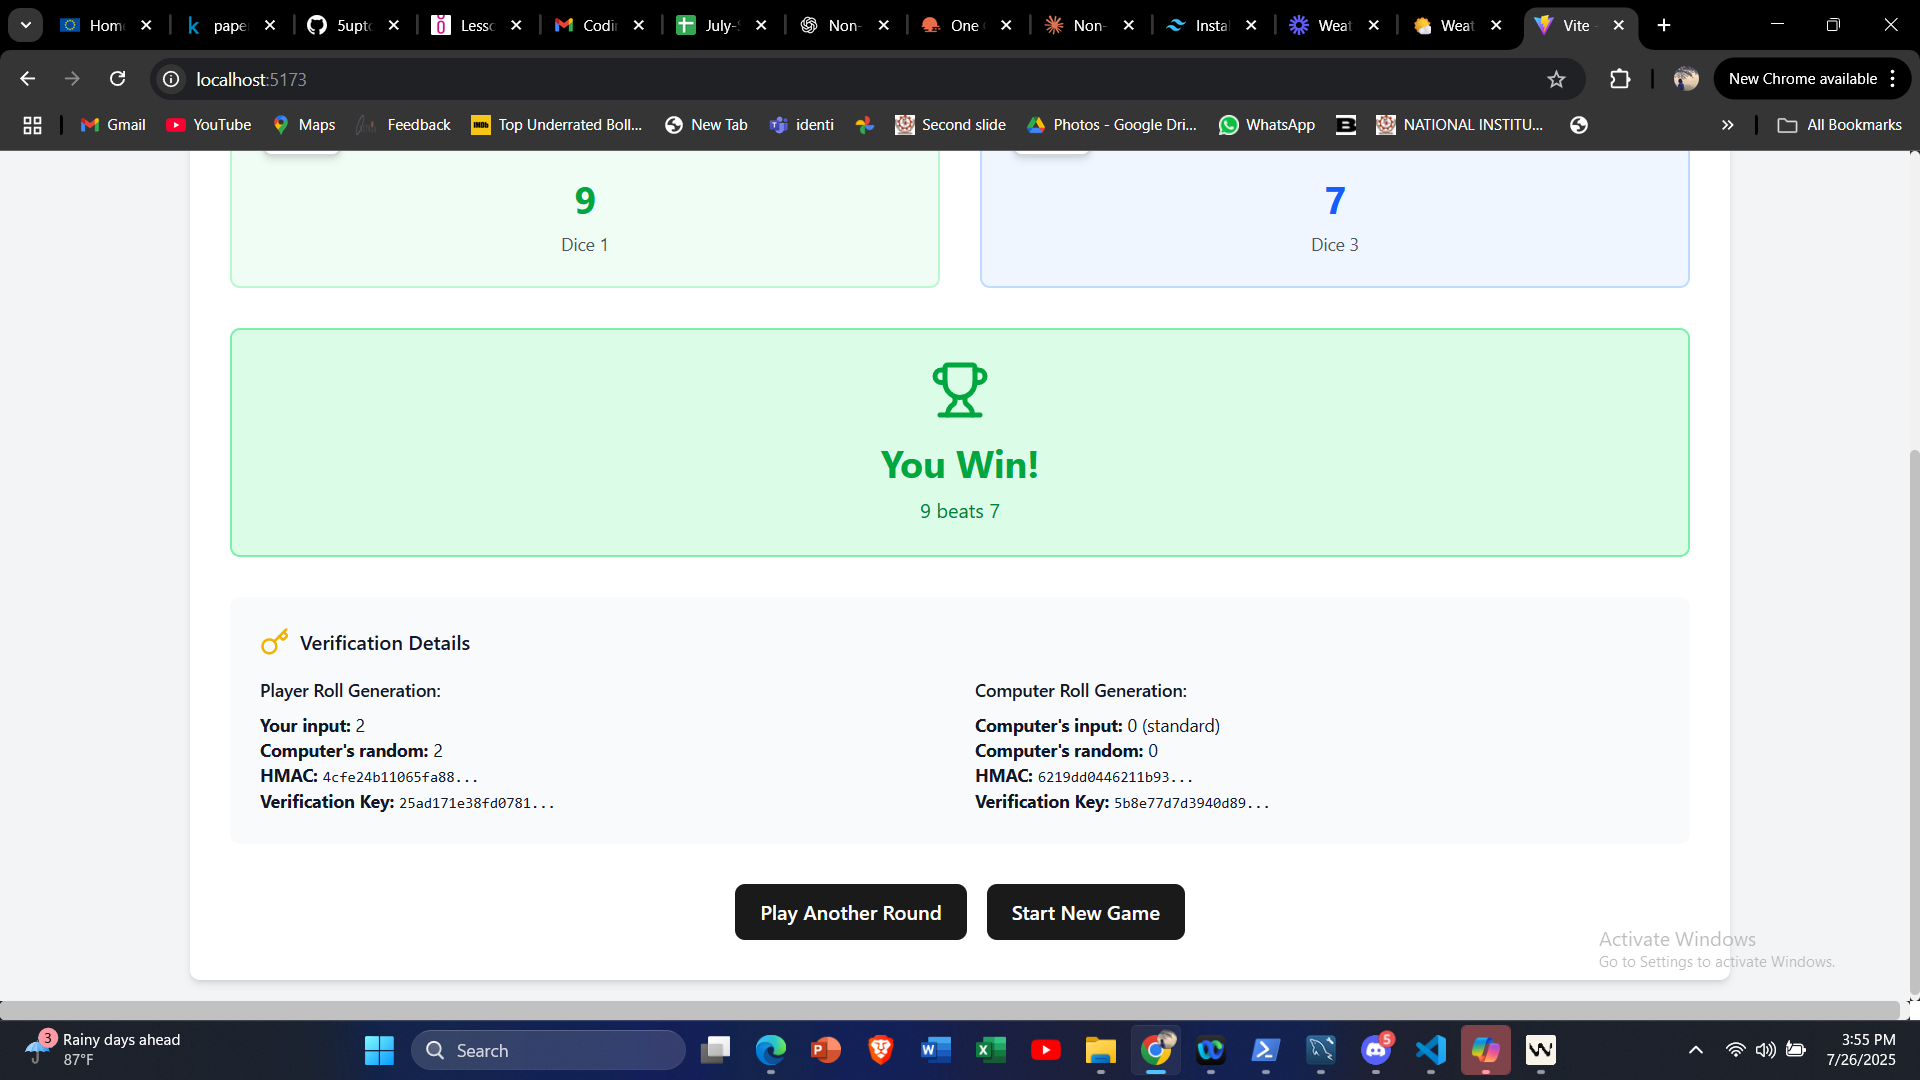 Hom
pape
5upto
Lesso
Codi
July-
Non-
One
Non-
Insta
Weat
Weat
Vite
localhost:5173
New Chrome available
Gmail
YouTube
Maps
Feedback
IMDb
Top Underrated Boll...
New Tab
identi
Second slide
Photos - Google Dri...
WhatsApp
B
NATIONAL INSTITU...
All Bookmarks
9
Dice 1
7
Dice 3
You Win!
9 beats 7
Verification Details
Player Roll Generation:
Your input: 2
Computer's random: 2
HMAC: 4cfe24b11065fa88...
Verification Key: 25ad171e38fd0781...
Computer Roll Generation:
Computer's input: 0 (standard)
Computer's random: 0
HMAC: 6219dd0446211b93...
Verification Key: 5b8e77d7d3940d89...
Play Another Round
Start New Game
Activate Windows
Go to Settings to activate Windows.
3
Rainy days ahead
87°F
Search
5
3:55 PM
7/26/2025